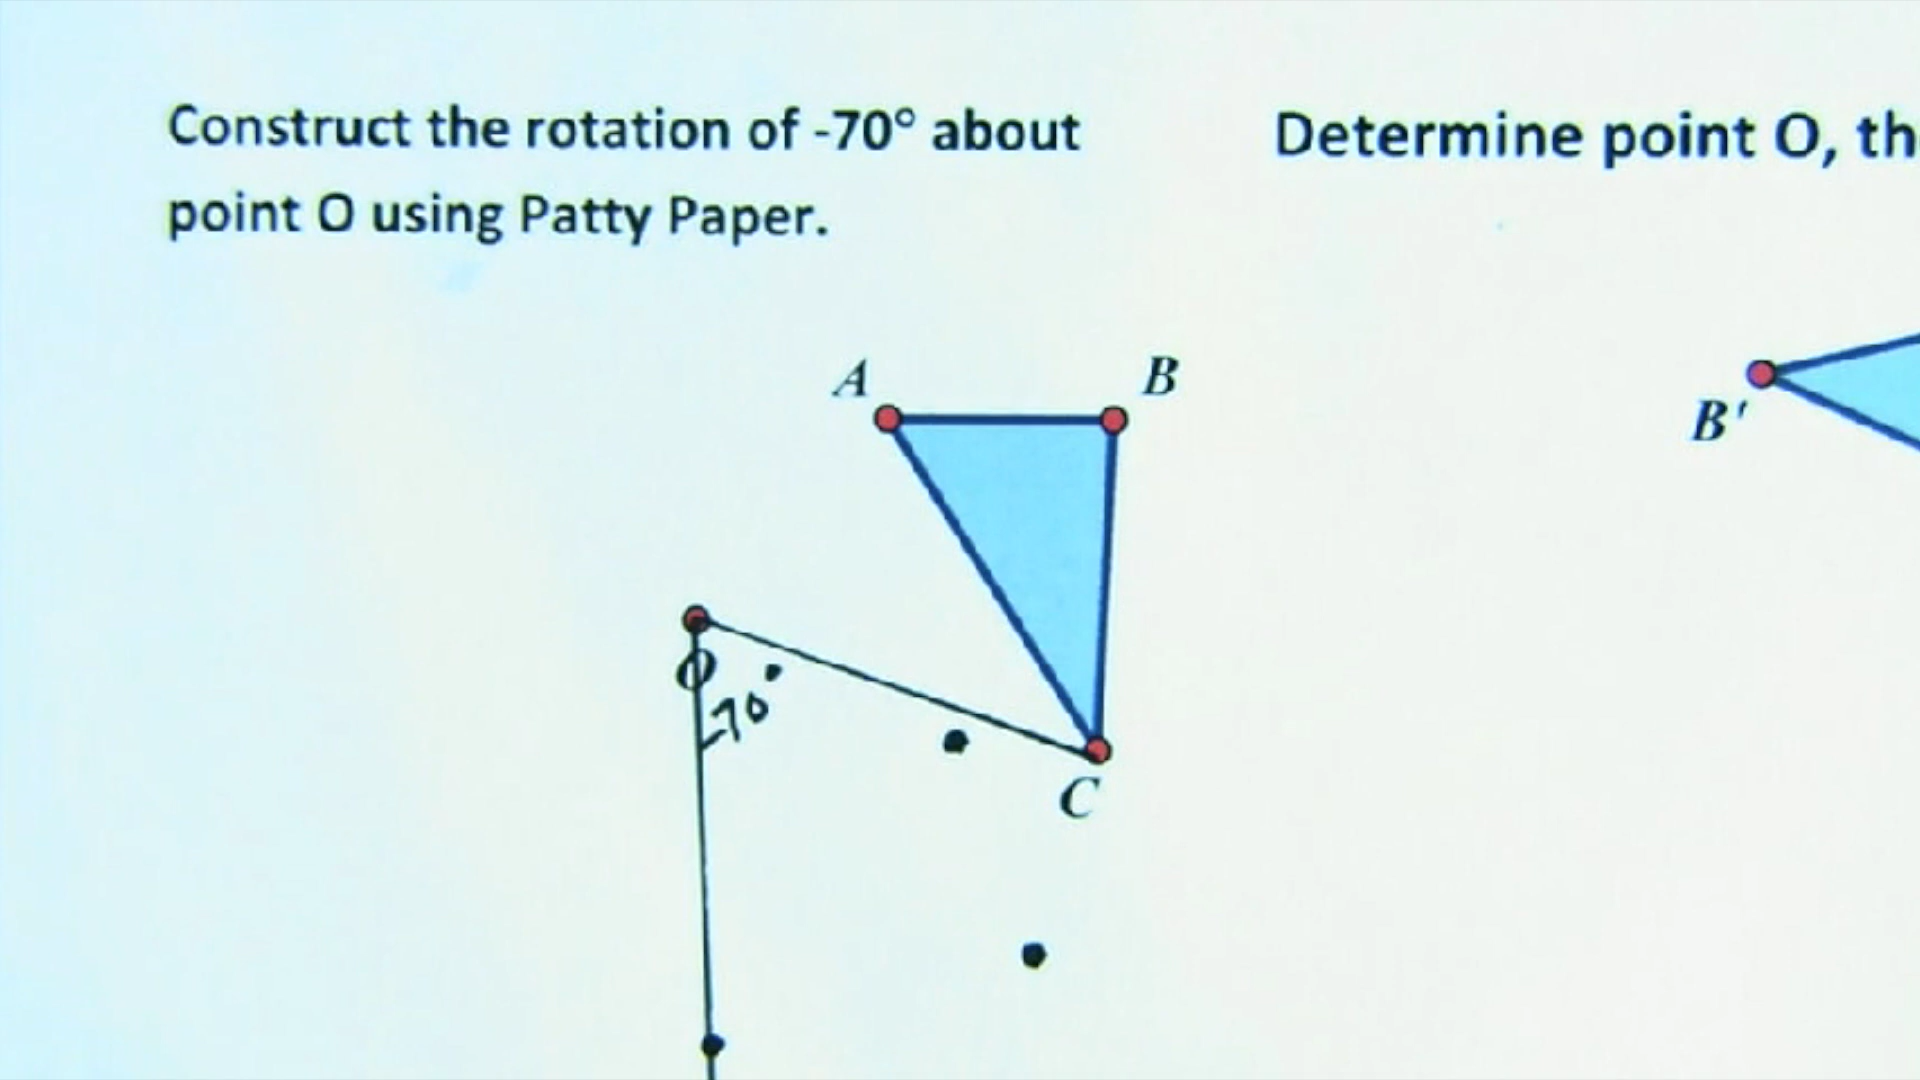 Construct the rotation of -70° about
point O using Patty Paper.
Determine point O, th
A
B
B'
O
-70°
C